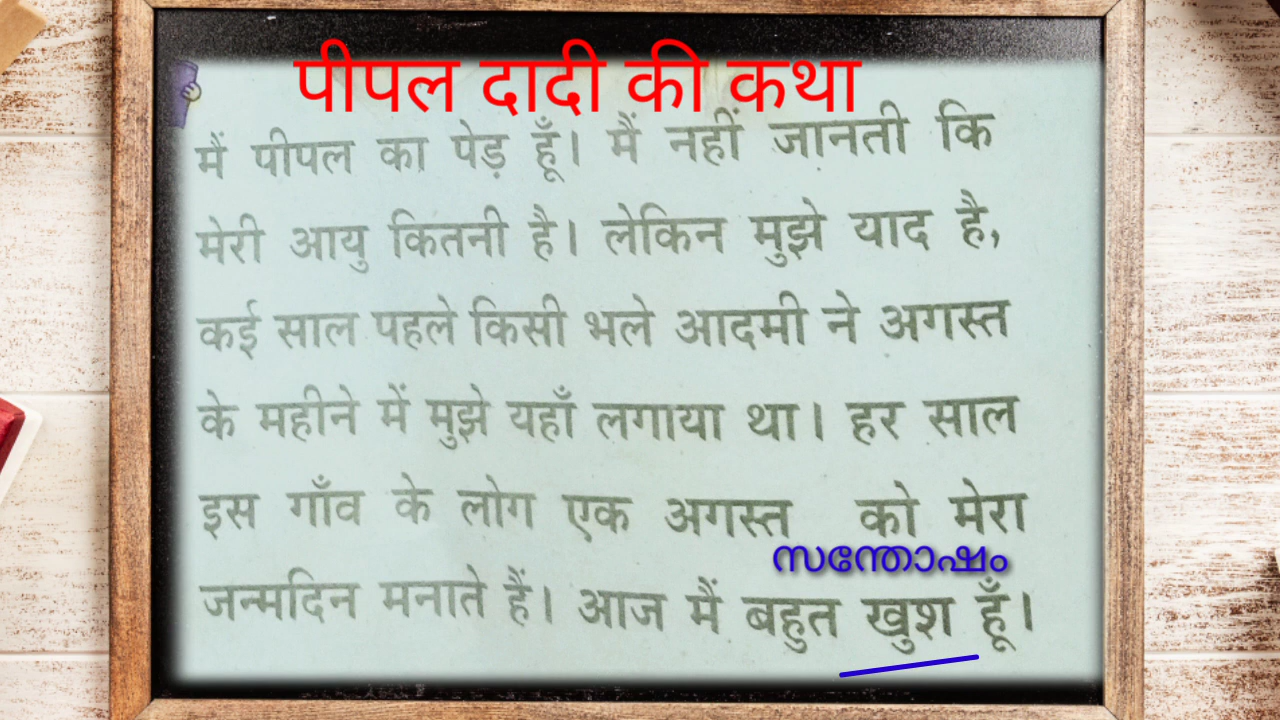 पीपल दादी की कथा
मैं पीपल का पेड़ हूँ। मैं नहीं जानती कि
मेरी आयु कितनी है। लेकिन मुझे याद है,
कई साल पहले किसी भले आदमी ने अगस्त
के महीने में मुझे यहाँ लगाया था। हर साल
इस गाँव के लोग एक अगस्त को मेरा
സന്തോഷം
जन्मदिन मनाते हैं। आज मैं बहुत खुश हूँ।